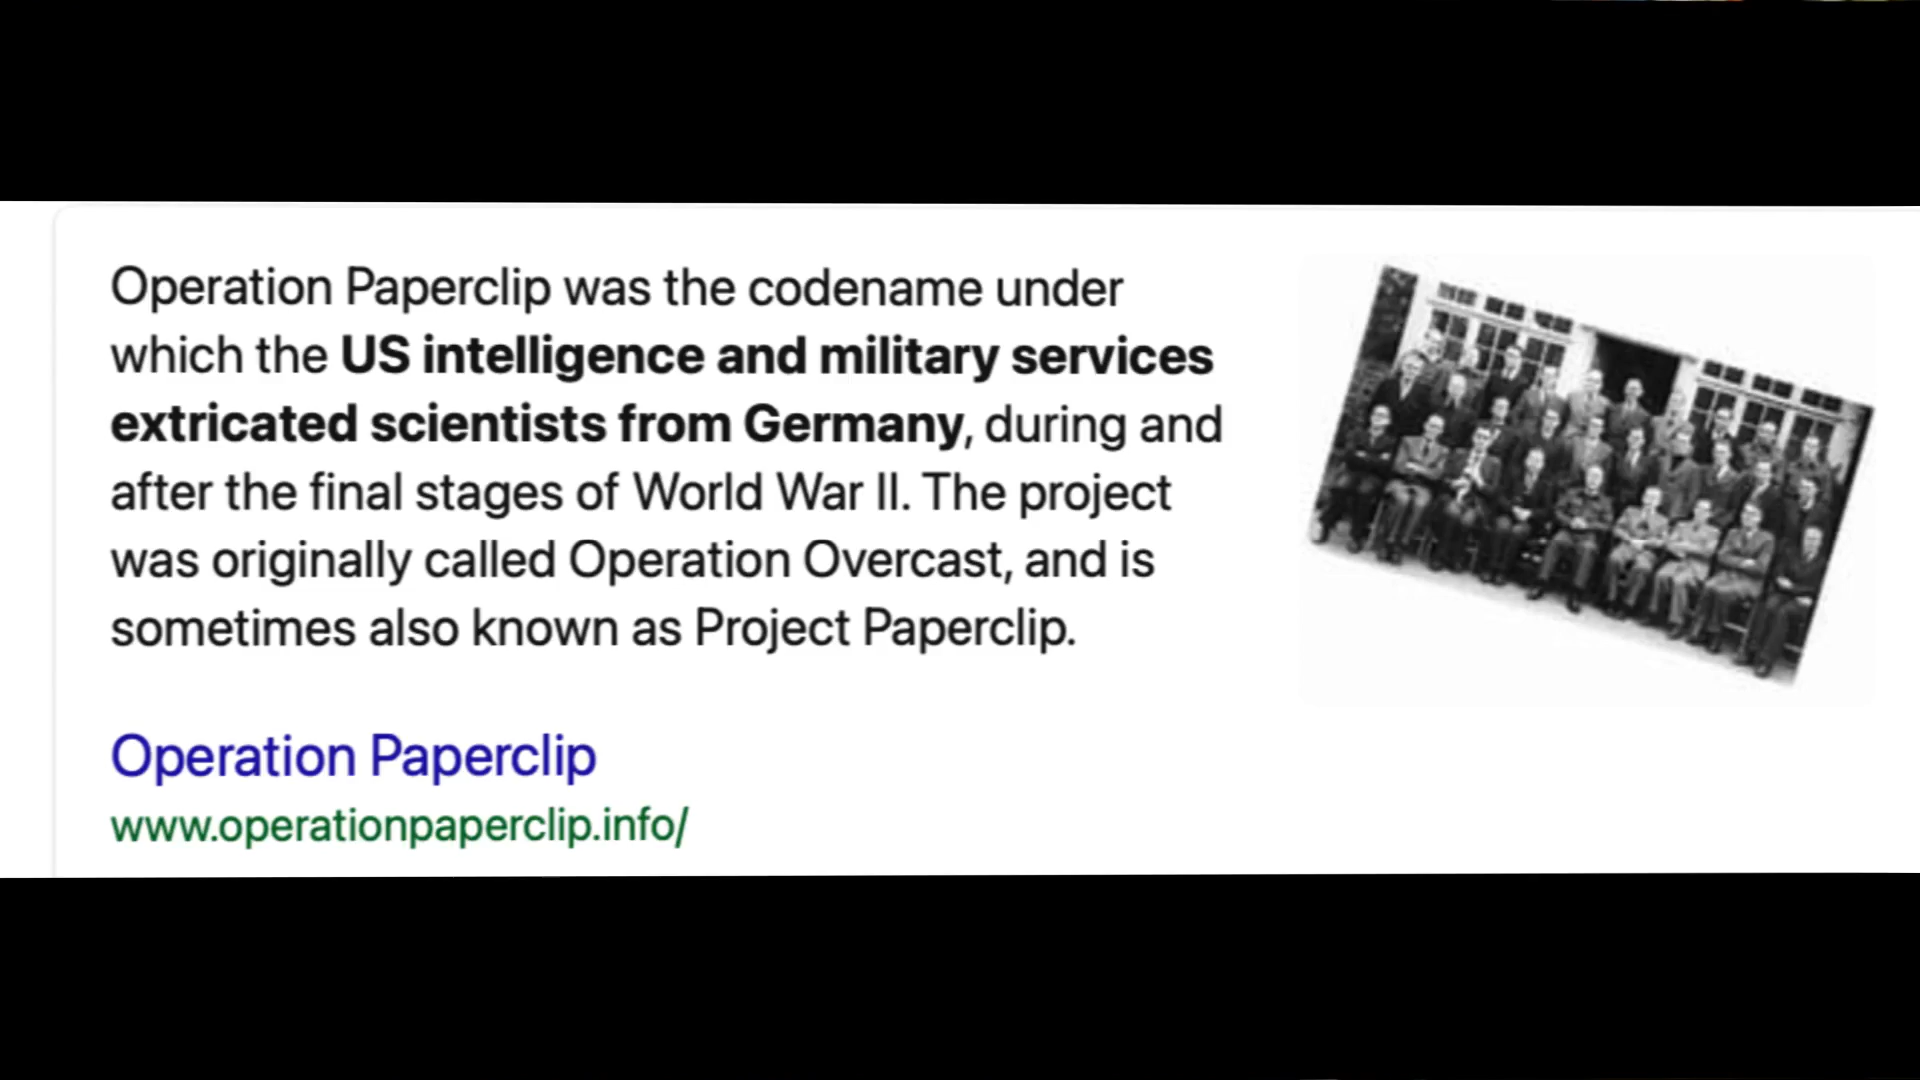 Operation Paperclip was the codename under
which the US intelligence and military services
extricated scientists from Germany, during and
after the final stages of World War II. The project
was originally called Operation Overcast, and is
sometimes also known as Project Paperclip.
Operation Paperclip
www.operationpaperclip.info/